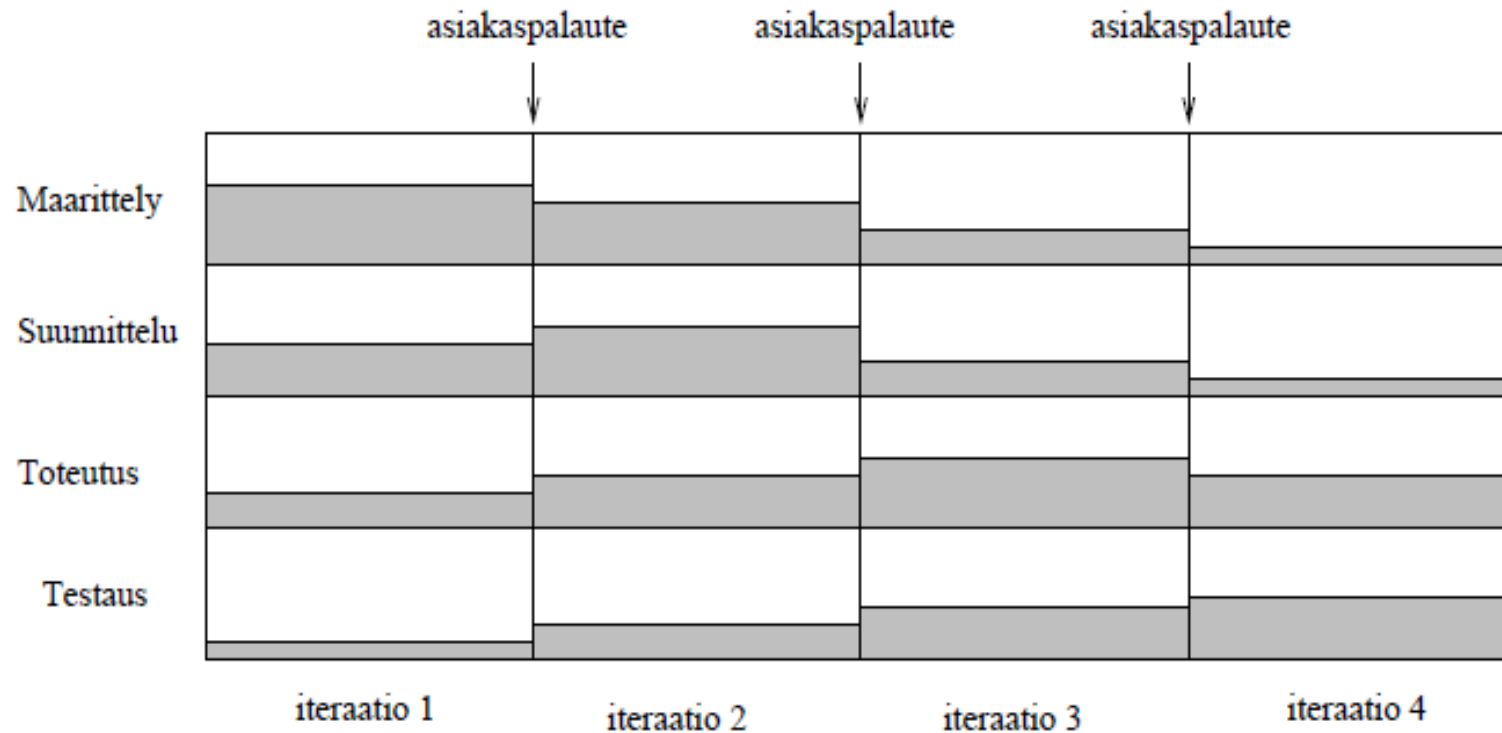 asiakaspalaute asiakaspalaute asiakaspalaute
Maarittely
Suunnittelu
Toteutus
Testaus
iteraatio 1 iteraatio 2 iteraatio 3 iteraatio 4